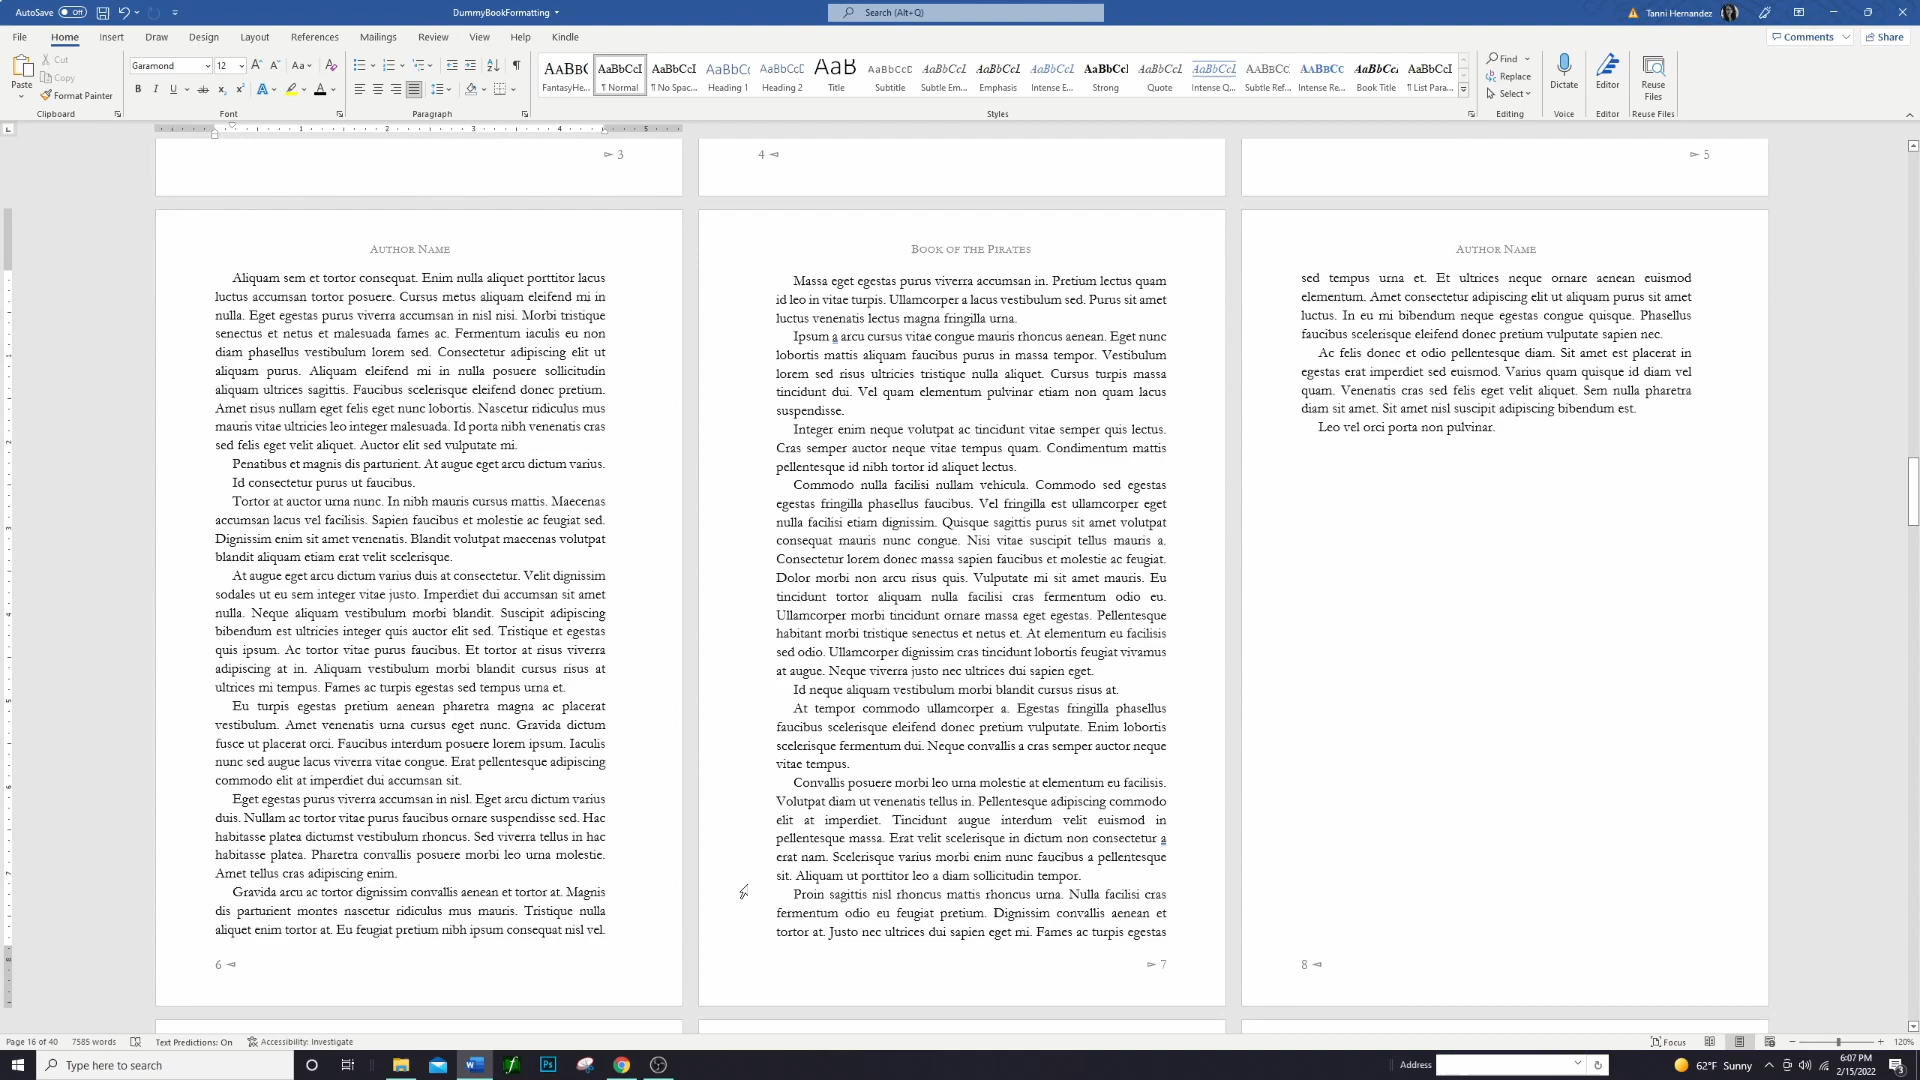 AutoSave Off
DummyBookFormatting
Search (Alt+Q)
Tanni Hernandez
File Home Insert Draw Design Layout References Mailings Review View Help Kindle
Comments Share
Paste
Cut
Copy
Format Painter
Clipboard
Garamond 12
Font
Paragraph
AaBbC AaBbCcI AaBbCcI AaBbCc AaBbCcD AaB AaBbCcD AaBbCcI AaBbCcI AaBbCcI AaBbCcI AaBbCcI AaBbCcI AaBbCc AaBbCc AaBbCcI AaBbCcI
FantasyHe... ¶ Normal ¶ No Spac... Heading 1 Heading 2 Title Subtitle Subtle Em... Emphasis Intense E... Strong Quote Intense Q... Subtle Ref... Intense Re... Book Title ¶ List Para...
Styles
Find
Replace
Select
Editing
Dictate
Voice
Editor
Editor
Reuse Files
Reuse Files
1 2 3 4 5
3
4
5
Author Name
Aliquam sem et tortor consequat. Enim nulla aliquet porttitor lacus
luctus accumsan tortor posuere. Cursus metus aliquam eleifend mi in
nulla. Eget egestas purus viverra accumsan in nisl nisi. Morbi tristique
senectus et netus et malesuada fames ac. Fermentum iaculis eu non
diam phasellus vestibulum lorem sed. Consectetur adipiscing elit ut
aliquam purus. Aliquam eleifend mi in nulla posuere sollicitudin
aliquam ultrices sagittis. Faucibus scelerisque eleifend donec pretium.
Amet risus nullam eget felis eget nunc lobortis. Nascetur ridiculus mus
mauris vitae ultricies leo integer malesuada. Id porta nibh venenatis cras
sed felis eget velit aliquet. Auctor elit sed vulputate mi.
Penatibus et magnis dis parturient. At augue eget arcu dictum varius.
Id consectetur purus ut faucibus.
Tortor at auctor urna nunc. In nibh mauris cursus mattis. Maecenas
accumsan lacus vel facilisis. Sapien faucibus et molestie ac feugiat sed.
Dignissim enim sit amet venenatis. Blandit volutpat maecenas volutpat
blandit aliquam etiam erat velit scelerisque.
At augue eget arcu dictum varius duis at consectetur. Velit dignissim
sodales ut eu sem integer vitae justo. Imperdiet dui accumsan sit amet
nulla. Neque aliquam vestibulum morbi blandit. Suscipit adipiscing
bibendum est ultricies integer quis auctor elit sed. Tristique et egestas
quis ipsum. Ac tortor vitae purus faucibus. Et tortor at risus viverra
adipiscing at in. Aliquam vestibulum morbi blandit cursus risus at
ultrices mi tempus. Fames ac turpis egestas sed tempus urna et.
Eu turpis egestas pretium aenean pharetra magna ac placerat
vestibulum. Amet venenatis urna cursus eget nunc. Gravida dictum
fusce ut placerat orci. Faucibus interdum posuere lorem ipsum. Iaculis
nunc sed augue lacus viverra vitae congue. Erat pellentesque adipiscing
commodo elit at imperdiet dui accumsan sit.
Eget egestas purus viverra accumsan in nisl. Eget arcu dictum varius
duis. Nullam ac tortor vitae purus faucibus ornare suspendisse sed. Hac
habitasse platea dictumst vestibulum rhoncus. Sed viverra tellus in hac
habitasse platea. Pharetra convallis posuere morbi leo urna molestie.
Amet tellus cras adipiscing enim.
Gravida arcu ac tortor dignissim convallis aenean et tortor at. Magnis
dis parturient montes nascetur ridiculus mus mauris. Tristique nulla
aliquet enim tortor at. Eu feugiat pretium nibh ipsum consequat nisl vel.
6
Book of the Pirates
Massa eget egestas purus viverra accumsan in. Pretium lectus quam
id leo in vitae turpis. Ullamcorper a lacus vestibulum sed. Purus sit amet
luctus venenatis lectus magna fringilla urna.
Ipsum a arcu cursus vitae congue mauris rhoncus aenean. Eget nunc
lobortis mattis aliquam faucibus purus in massa tempor. Vestibulum
lorem sed risus ultricies tristique nulla aliquet. Cursus turpis massa
tincidunt dui. Vel quam elementum pulvinar etiam non quam lacus
suspendisse.
Integer enim neque volutpat ac tincidunt vitae semper quis lectus.
Cras semper auctor neque vitae tempus quam. Condimentum mattis
pellentesque id nibh tortor id aliquet lectus.
Commodo nulla facilisi nullam vehicula. Commodo sed egestas
egestas fringilla phasellus faucibus. Vel fringilla est ullamcorper eget
nulla facilisi etiam dignissim. Quisque sagittis purus sit amet volutpat
consequat mauris nunc congue. Nisi vitae suscipit tellus mauris a.
Consectetur lorem donec massa sapien faucibus et molestie ac feugiat.
Dolor morbi non arcu risus quis. Vulputate mi sit amet mauris. Eu
tincidunt tortor aliquam nulla facilisi cras fermentum odio eu.
Ullamcorper morbi tincidunt ornare massa eget egestas. Pellentesque
habitant morbi tristique senectus et netus et. At elementum eu facilisis
sed odio. Ullamcorper dignissim cras tincidunt lobortis feugiat vivamus
at augue. Neque viverra justo nec ultrices dui sapien eget.
Id neque aliquam vestibulum morbi blandit cursus risus at.
At tempor commodo ullamcorper a. Egestas fringilla phasellus
faucibus scelerisque eleifend donec pretium vulputate. Enim lobortis
scelerisque fermentum dui. Neque convallis a cras semper auctor neque
vitae tempus.
Convallis posuere morbi leo urna molestie at elementum eu facilisis.
Volutpat diam ut venenatis tellus in. Pellentesque adipiscing commodo
elit at imperdiet. Tincidunt augue interdum velit euismod in
pellentesque massa. Erat velit scelerisque in dictum non consectetur a
erat nam. Scelerisque varius morbi enim nunc faucibus a pellentesque
sit. Aliquam ut porttitor leo a diam sollicitudin tempor.
Proin sagittis nisl rhoncus mattis rhoncus urna. Nulla facilisi cras
fermentum odio eu feugiat pretium. Dignissim convallis aenean et
tortor at. Justo nec ultrices dui sapien eget mi. Fames ac turpis egestas
7
Author Name
sed tempus urna et. Et ultrices neque ornare aenean euismod
elementum. Amet consectetur adipiscing elit ut aliquam purus sit amet
luctus. In eu mi bibendum neque egestas congue quisque. Phasellus
faucibus scelerisque eleifend donec pretium vulputate sapien nec.
Ac felis donec et odio pellentesque diam. Sit amet est placerat in
egestas erat imperdiet sed euismod. Varius quam quisque id diam vel
quam. Venenatis cras sed felis eget velit aliquet. Sem nulla pharetra
diam sit amet. Sit amet nisl suscipit adipiscing bibendum est.
Leo vel orci porta non pulvinar.
8
Page 16 of 40 7585 words Text Predictions: On Accessibility: Investigate
Focus 120%
Type here to search
Address
62°F Sunny
6:07 PM
2/15/2022